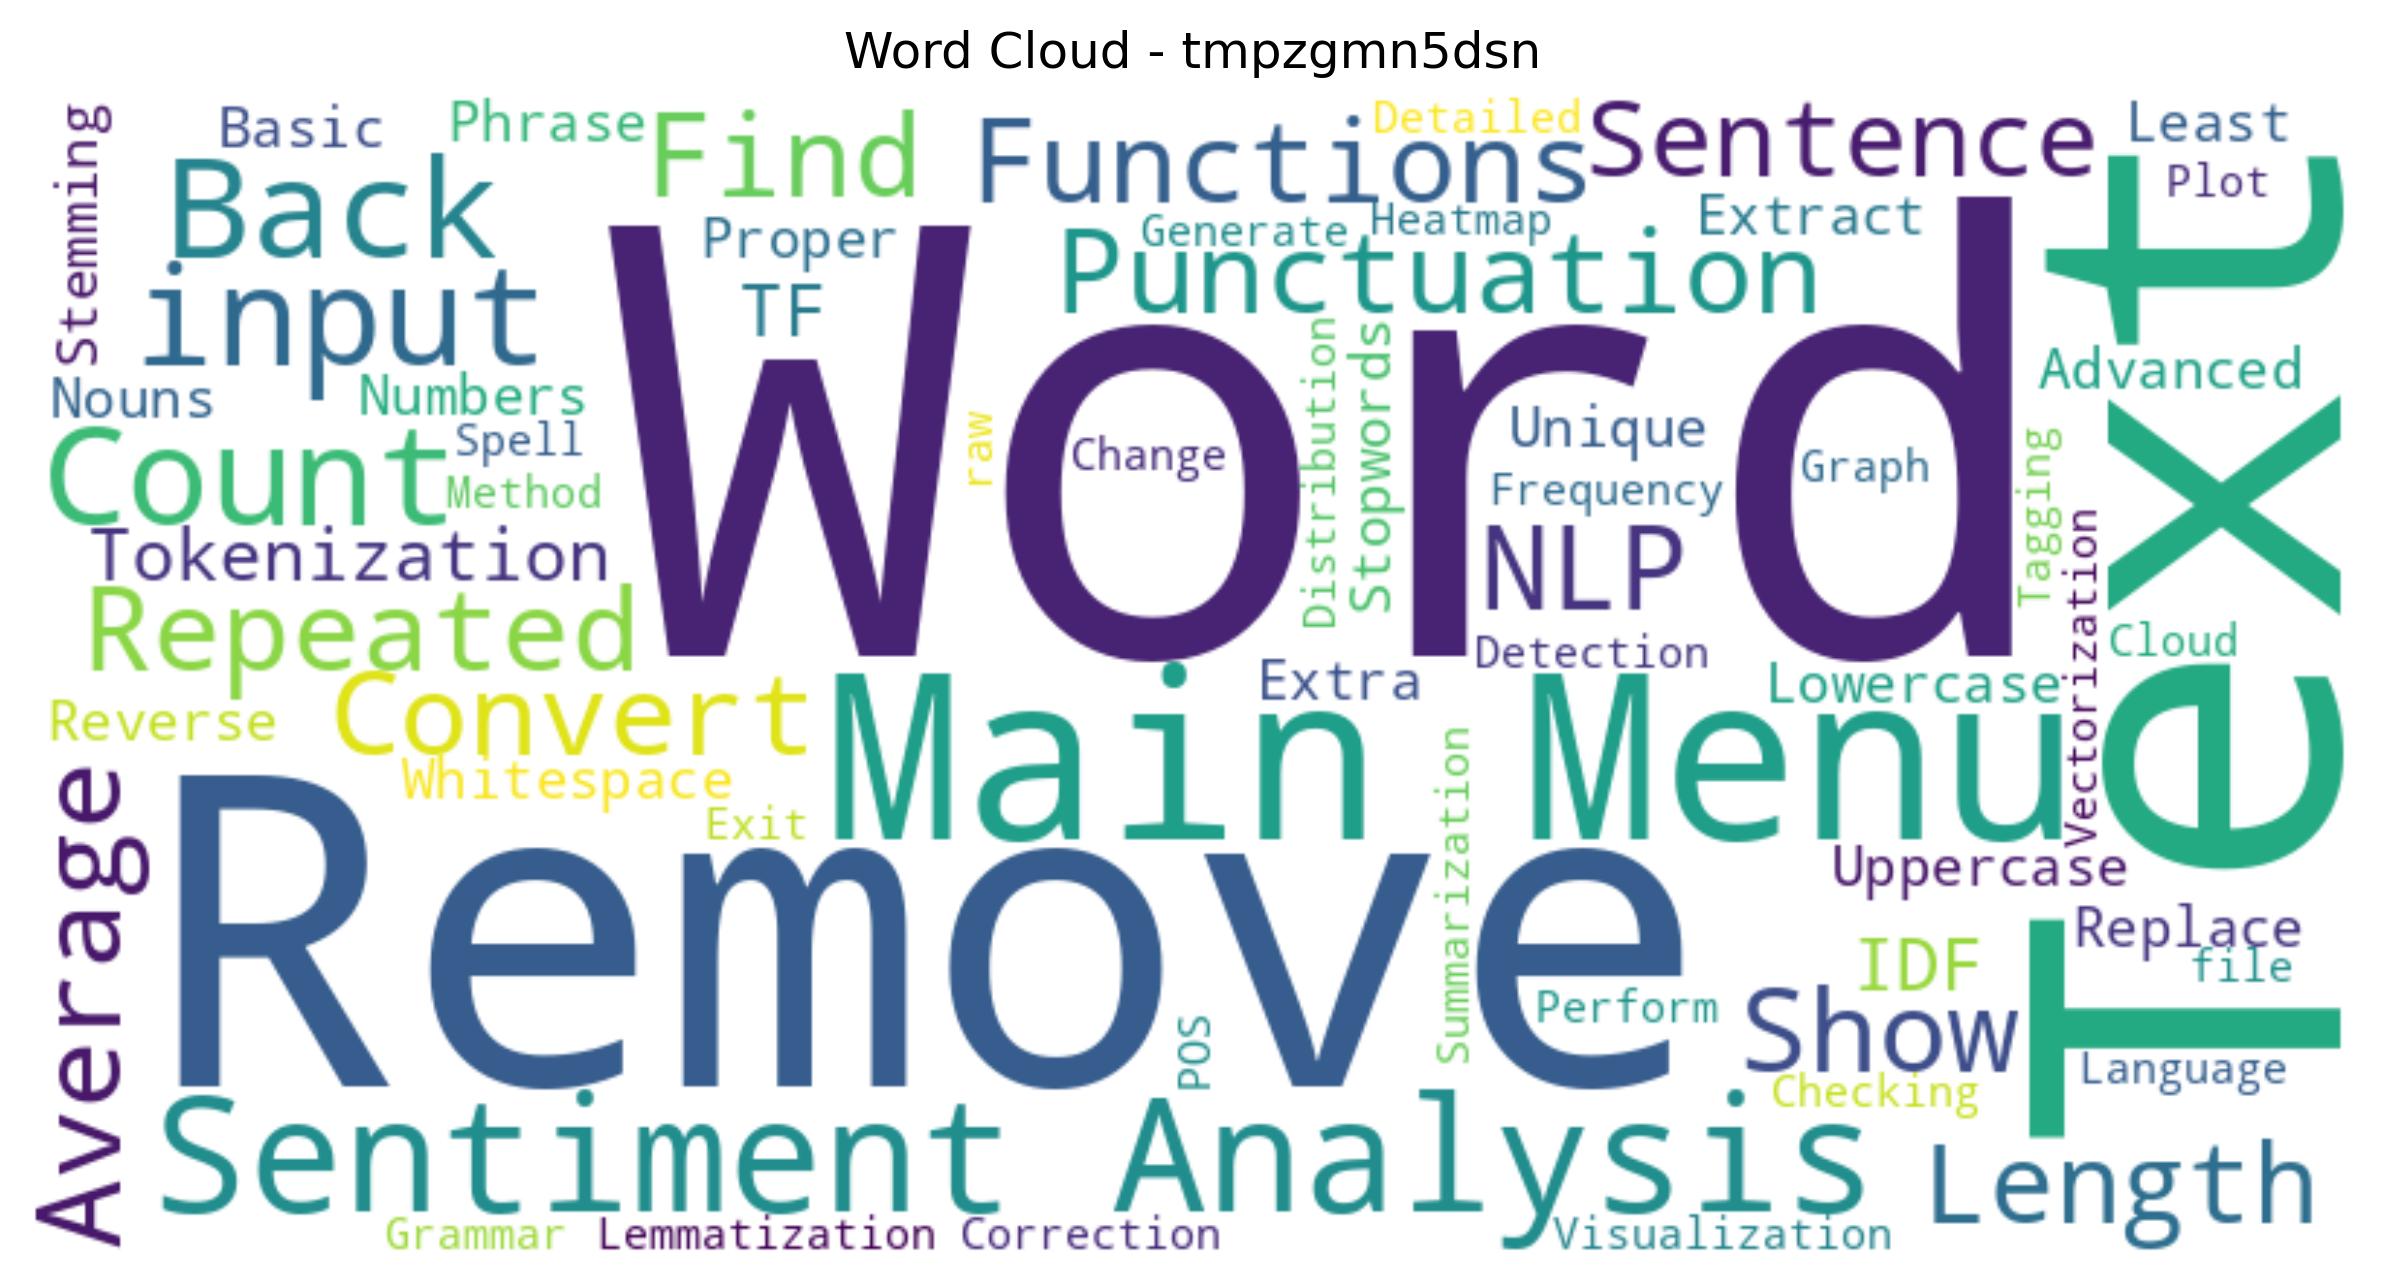 Word Cloud - tmpzgmn5dsn
Stemming
Basic
Phrase
Find
Functions
Detailed
Sentence
Least
Plot
Back
Proper
Generate
Heatmap
Extract
Text
input
TF
Punctuation
Word
Nouns
Numbers
Advanced
Count
Spell
raw
Change
Distribution
Stopwords
Unique
Graph
Tagging
Method
Frequency
Tokenization
NLP
Vectorization
Repeated
Detection
Cloud
Reverse
Convert
Main Menu
Extra
Lowercase
Whitespace
Exit
Average
Remove
Summarization
Uppercase
Replace
IDF
file
Perform
Show
POS
Language
Checking
Sentiment Analysis
Length
Grammar
Lemmatization
Correction
Visualization